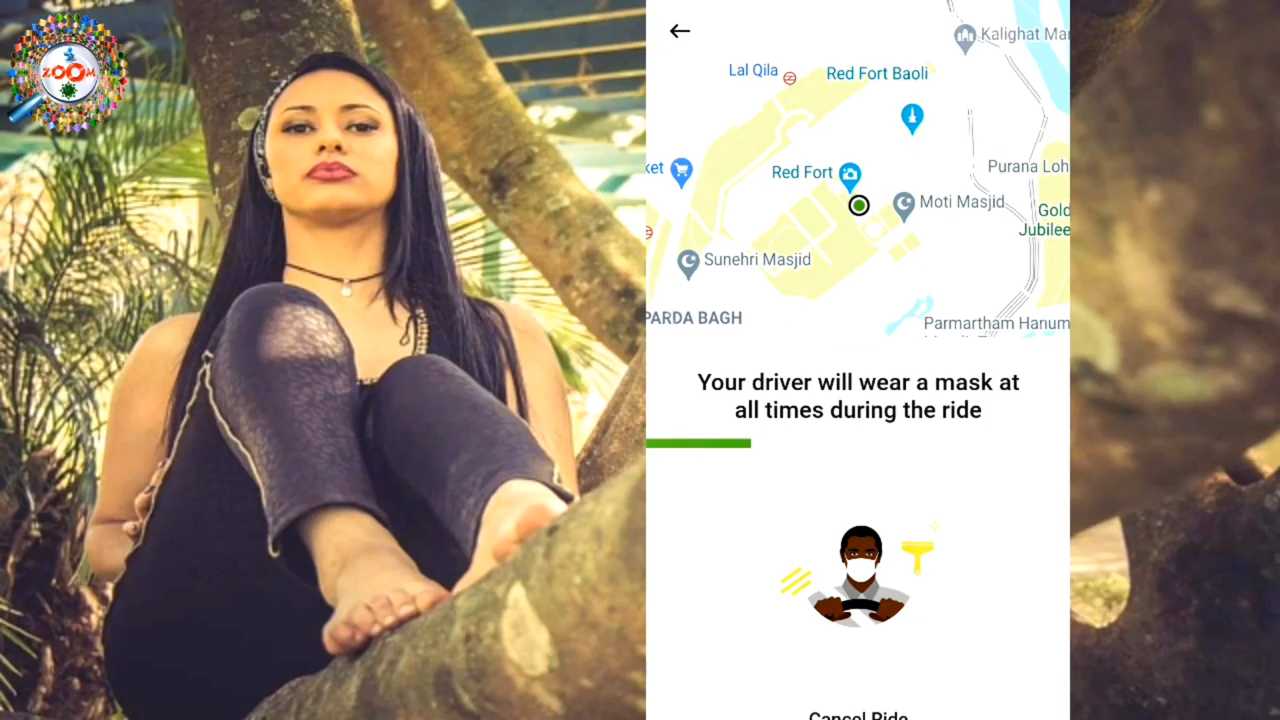 ZOOM
Kalighat Mar
Lal Qila
Red Fort Baoli
ket
Red Fort
Purana Loh
Moti Masjid
Gold
Jubilee
Sunehri Masjid
PARDA BAGH
Parmartham Hanum
Your driver will wear a mask at
all times during the ride
Cancel Ride